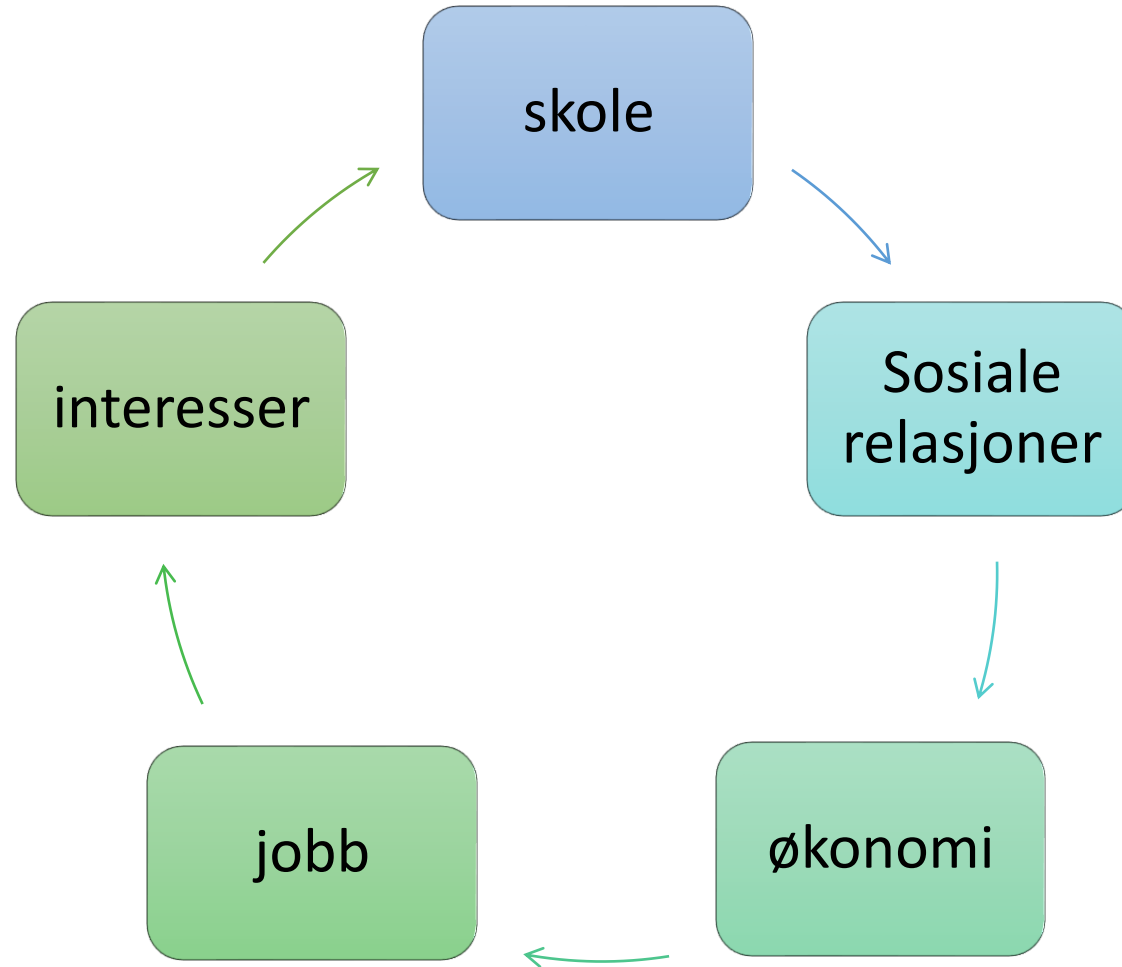 skole
Sosiale
relasjoner
økonomi
jobb
interesser